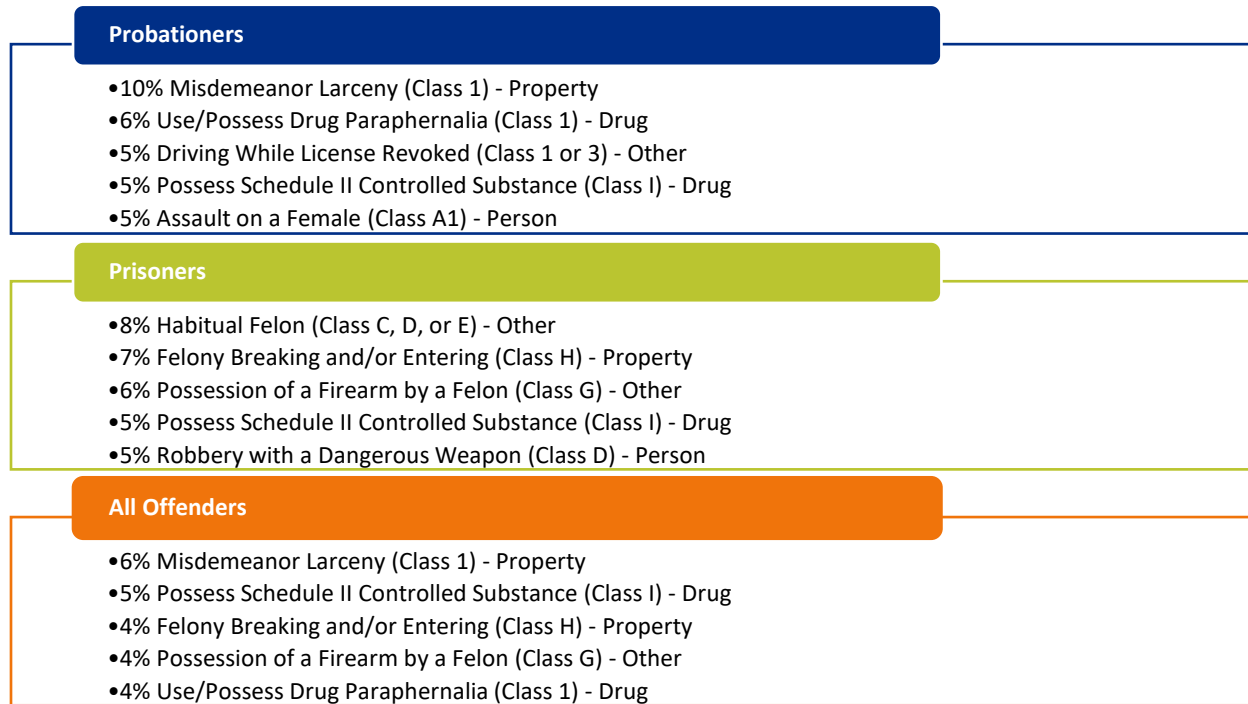 Probationers
•10% Misdemeanor Larceny (Class 1) - Property
•6% Use/Possess Drug Paraphernalia (Class 1) - Drug
•5% Driving While License Revoked (Class 1 or 3) - Other
•5% Possess Schedule II Controlled Substance (Class I) - Drug
•5% Assault on a Female (Class A1) - Person
Prisoners
•8% Habitual Felon (Class C, D, or E) - Other
•7% Felony Breaking and/or Entering (Class H) - Property
•6% Possession of a Firearm by a Felon (Class G) - Other
•5% Possess Schedule II Controlled Substance (Class I) - Drug
•5% Robbery with a Dangerous Weapon (Class D) - Person
All Offenders
•6% Misdemeanor Larceny (Class 1) - Property
•5% Possess Schedule II Controlled Substance (Class I) - Drug
•4% Felony Breaking and/or Entering (Class H) - Property
•4% Possession of a Firearm by a Felon (Class G) - Other
•4% Use/Possess Drug Paraphernalia (Class 1) - Drug